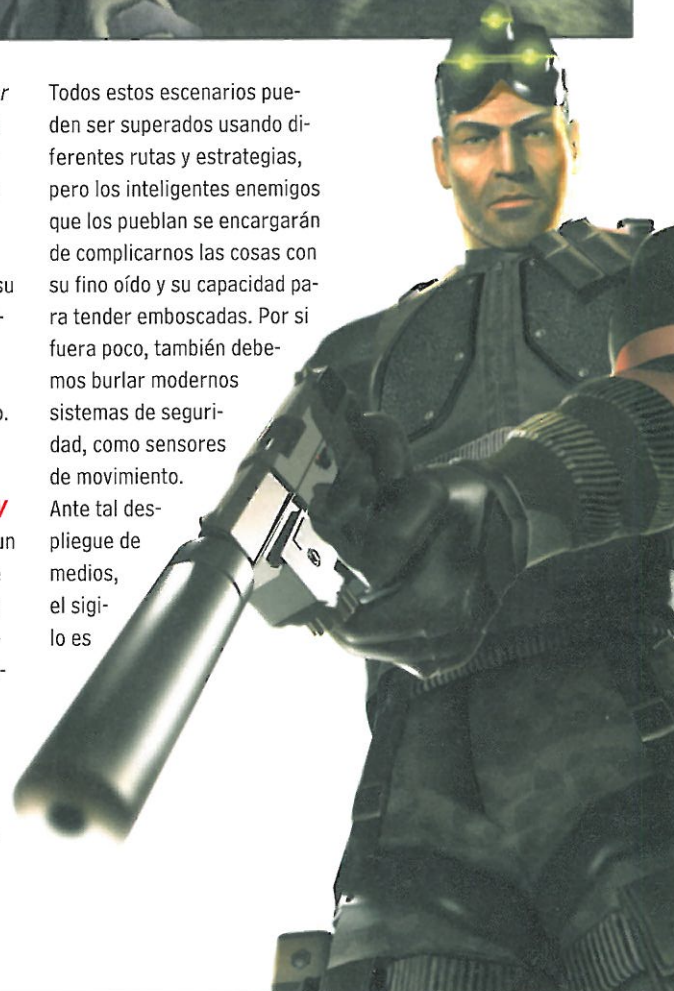 r
su
-
o.
/
un
-
Todos estos escenarios pue-
den ser superados usando di-
ferentes rutas y estrategias,
pero los inteligentes enemigos
que los pueblan se encargarán
de complicarnos las cosas con
su fino oído y su capacidad pa-
ra tender emboscadas. Por si
fuera poco, también debe-
mos burlar modernos
sistemas de seguri-
dad, como sensores
de movimiento.
Ante tal des-
pliegue de
medios,
el sigi-
lo es